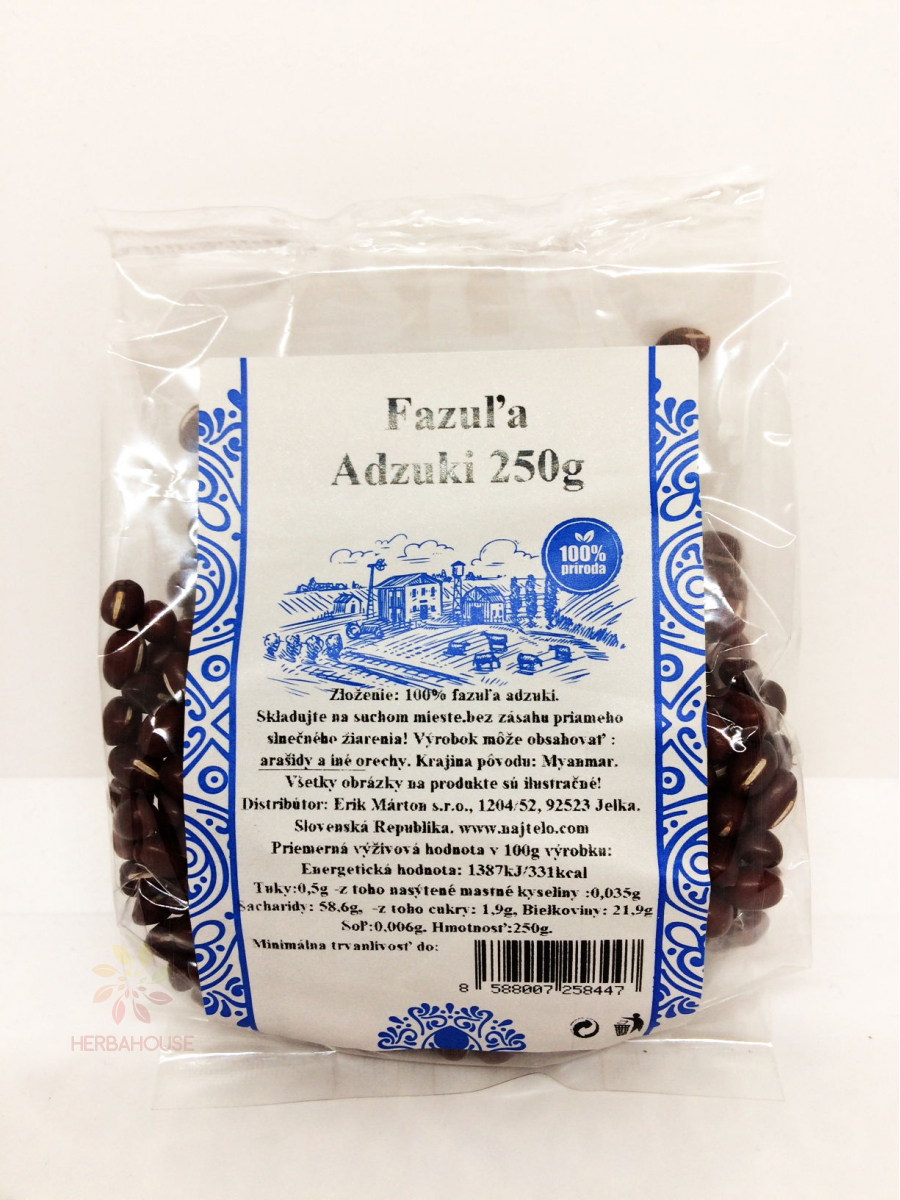 Fazuľa
Adzuki 250g
100%
príroda
Zloženie: 100% fazuľa adzuki.
Skladujte na suchom mieste.bez zásahu priameho
slnečného žiarenia! Výrobok môže obsahovať :
arašidy a iné orechy. Krajina pôvodu: Myanmar.
Všetky obrázky na produkte sú ilustračné!
Distribútor: Erik Márton s.r.o., 1204/52, 92523 Jelka.
Slovenská Republika. www.najtelo.com
Priemerná výživová hodnota v 100g výrobku:
Energetická hodnota: 1387kJ/331kcal
Tuky:0,5g -z toho nasýtené mastné kyseliny :0,035g
Sacharidy: 58,6g, -z toho cukry: 1,9g, Bielkoviny: 21,9g
Soľ:0.006g. Hmotnosť:250g.
Minimálna trvanlivosť do:
8 588007 258447
HERBAHOUSE